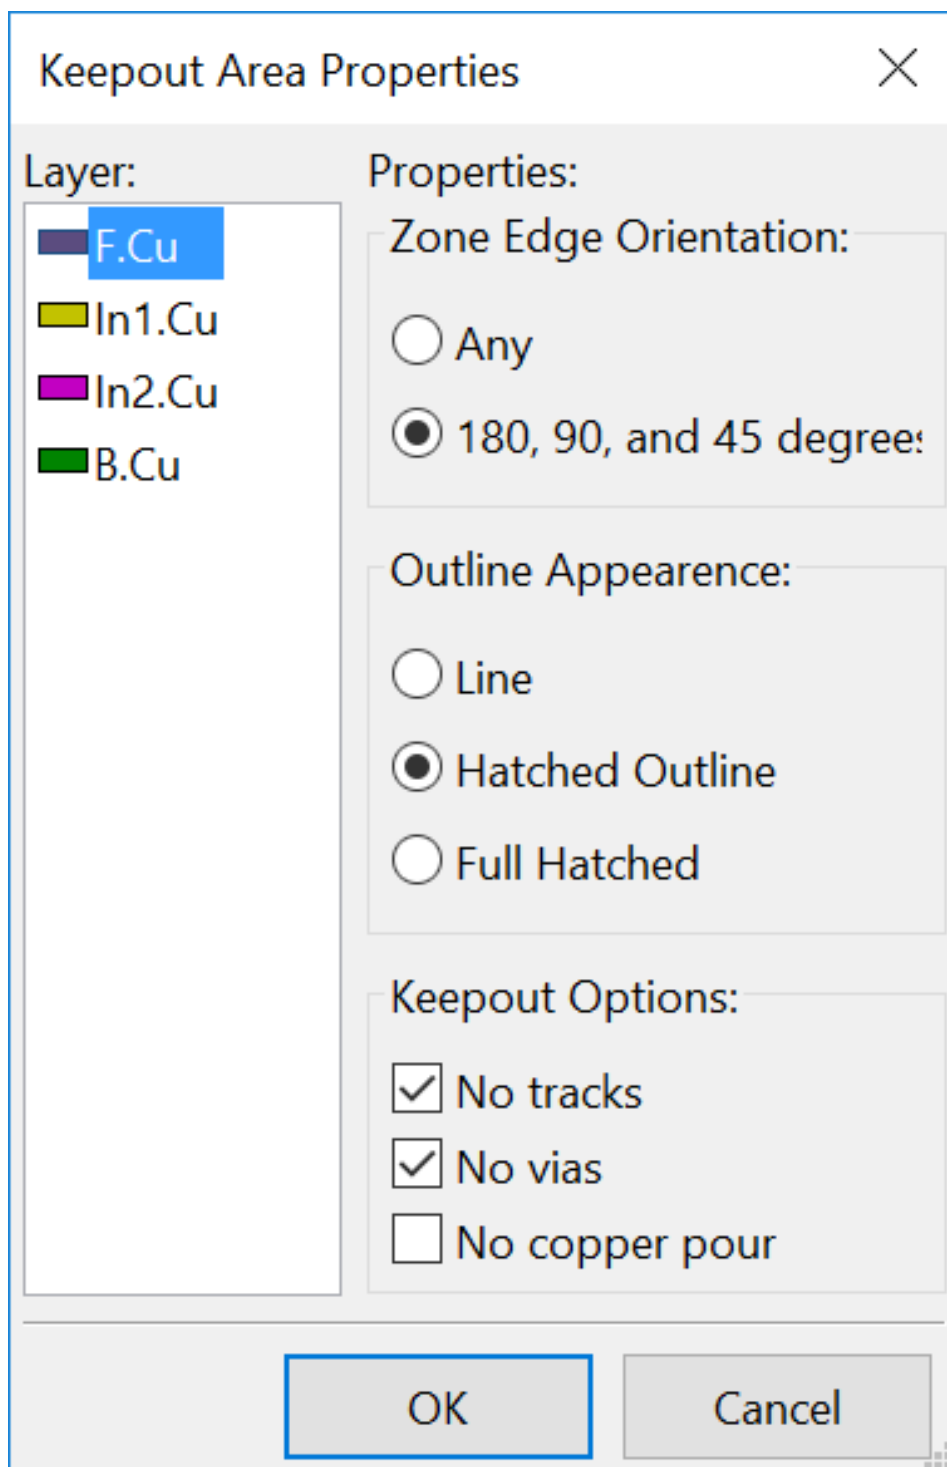 Keepout Area Properties
Layer:
F.Cu
In1.Cu
In2.Cu
B.Cu
Properties:
Zone Edge Orientation:
Any
180, 90, and 45 degrees
Outline Appearence:
Line
Hatched Outline
Full Hatched
Keepout Options:
No tracks
No vias
No copper pour
OK
Cancel